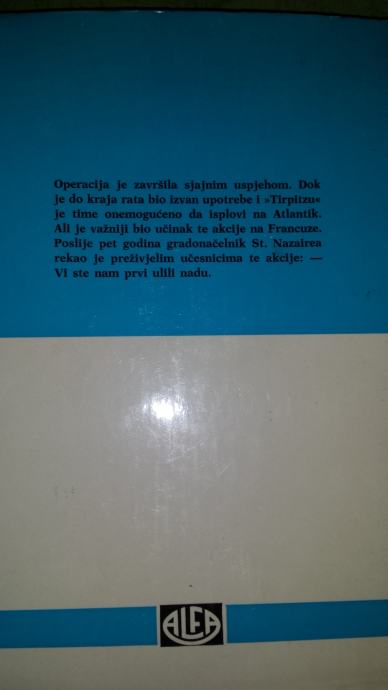 Operacija je završila sjajnim uspjehom. Dok
je do kraja rata bio izvan upotrebe i »Tirpitzu«
je time onemogućeno da isplovi na Atlantik.
Ali je važniji bio učinak te akcije na Francuze.
Poslije pet godina gradonačelnik St. Nazairea
rekao je preživjelim učesnicima te akcije: —
Vi ste nam prvi ulili nadu.
ALFA